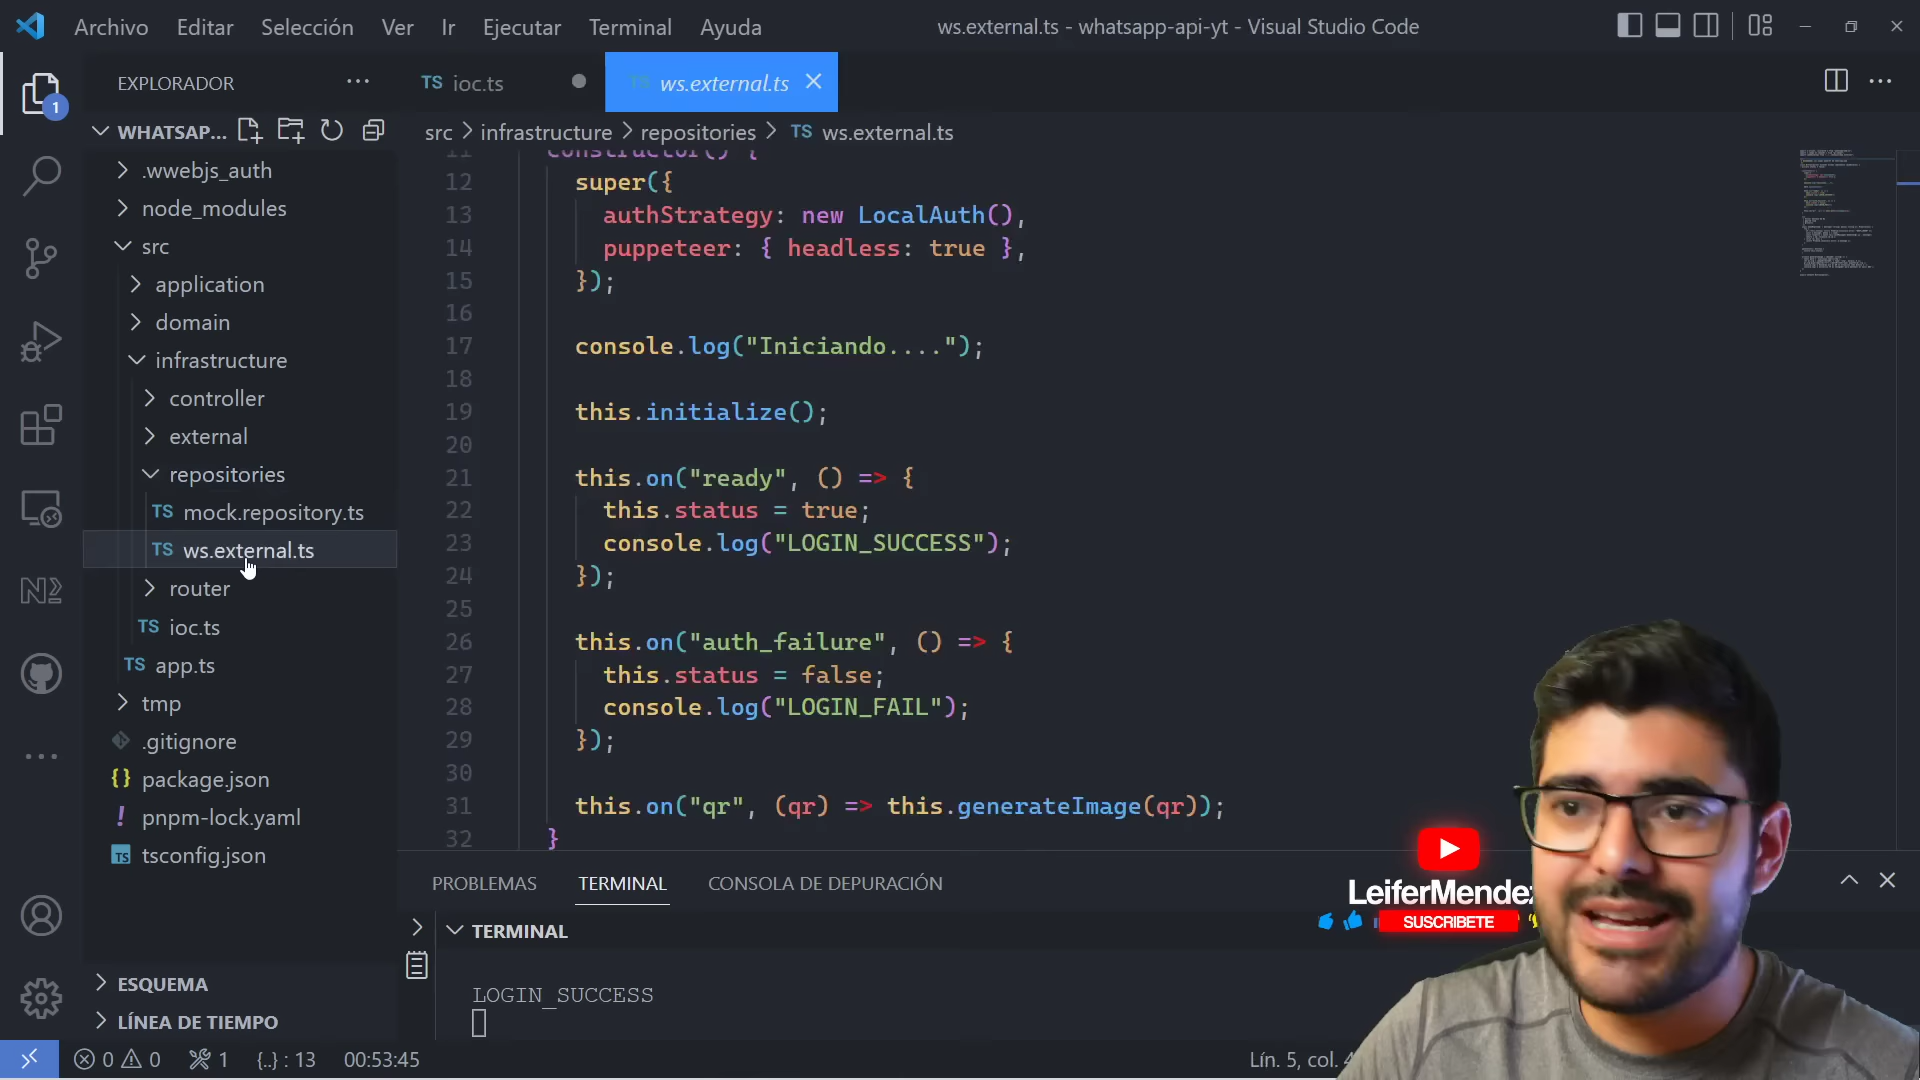 Archivo Editar Selección Ver Ir Ejecutar Terminal Ayuda
ws.external.ts - whatsapp-api-yt - Visual Studio Code
EXPLORADOR
1
WHATSAP...
.wwebjs_auth
node_modules
src
application
domain
infrastructure
controller
external
repositories
TS mock.repository.ts
TS ws.external.ts
router
TS ioc.ts
TS app.ts
tmp
.gitignore
{} package.json
! pnpm-lock.yaml
TS tsconfig.json
ESQUEMA
LÍNEA DE TIEMPO
TS ioc.ts
TS ws.external.ts
src > infrastructure > repositories > TS ws.external.ts
11 constructor() {
12 super({
13 authStrategy: new LocalAuth(),
14 puppeteer: { headless: true },
15 });
16
17 console.log("Iniciando....");
18
19 this.initialize();
20
21 this.on("ready", () => {
22 this.status = true;
23 console.log("LOGIN_SUCCESS");
24 });
25
26 this.on("auth_failure", () => {
27 this.status = false;
28 console.log("LOGIN_FAIL");
29 });
30
31 this.on("qr", (qr) => this.generateImage(qr));
32 }
PROBLEMAS TERMINAL CONSOLA DE DEPURACIÓN
TERMINAL
LOGIN_SUCCESS
LeiferMendez
SUSCRIBETE
0 0 1 {..} : 13 00:53:45
Lín. 5, col.